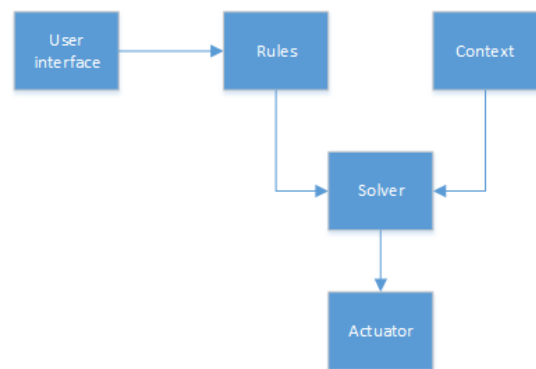 User
interface
Rules
Context
Solver
Actuator